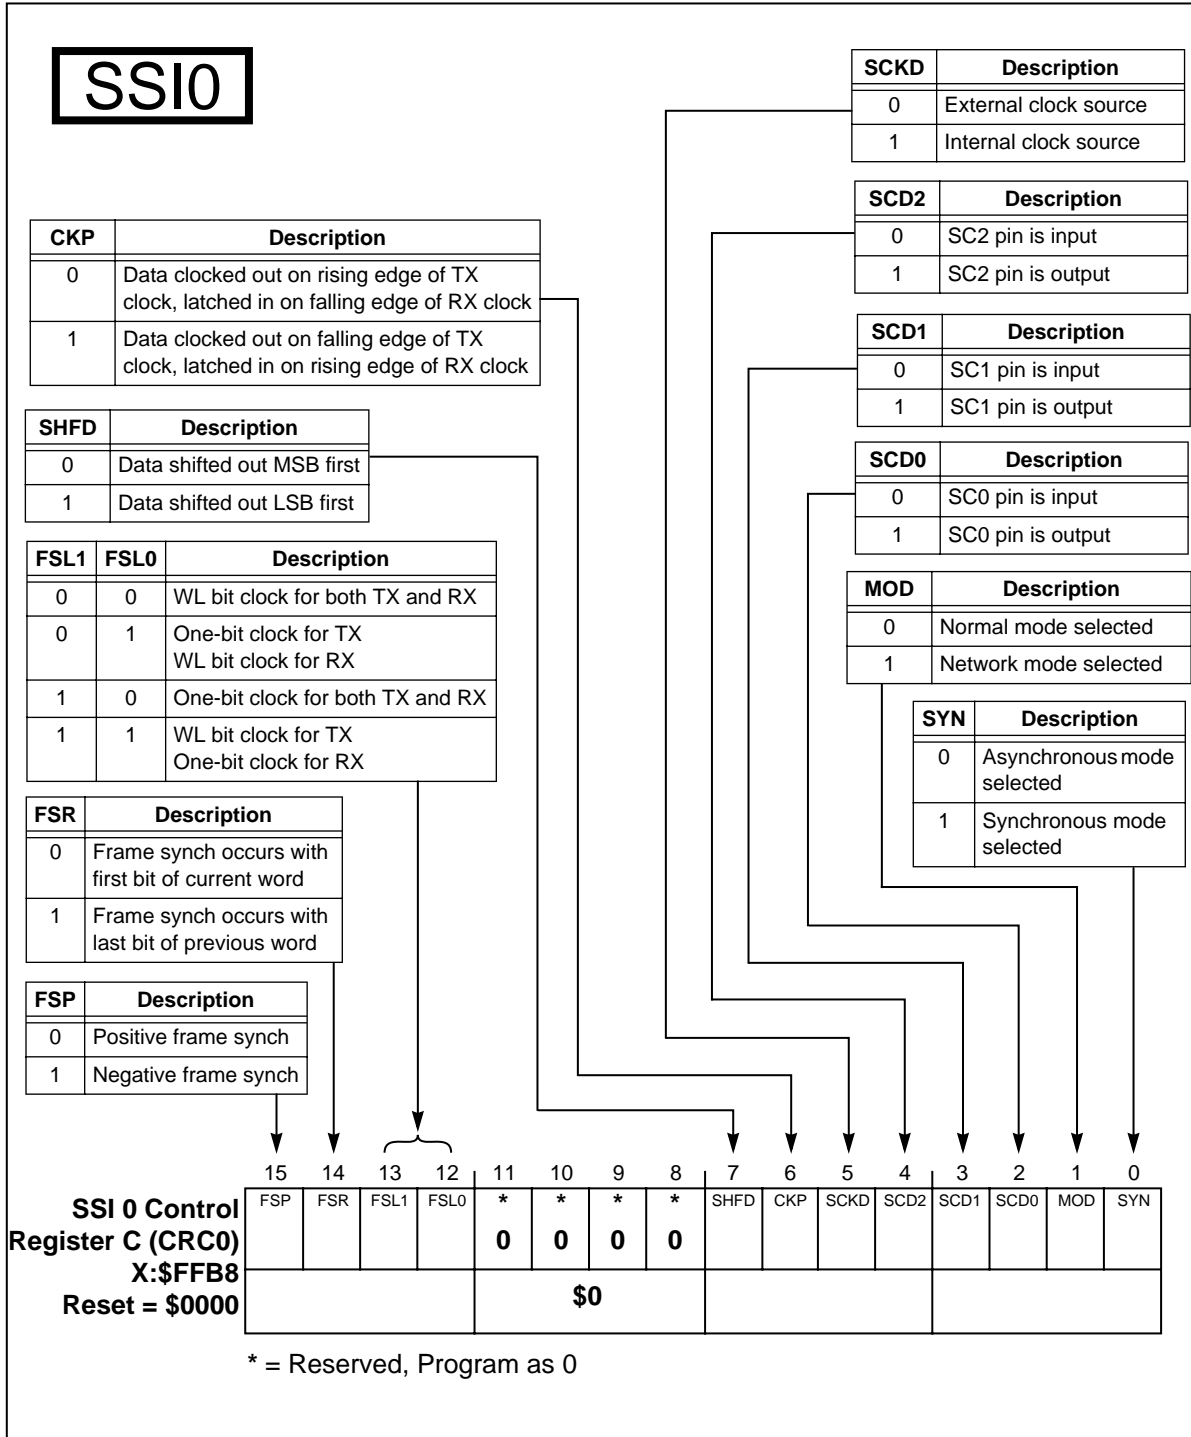 SSI0
SCKD Description
0 External clock source
1 Internal clock source
SCD2 Description
0 SC2 pin is input
1 SC2 pin is output
CKP Description
0 Data clocked out on rising edge of TX
clock, latched in on falling edge of RX clock
1 Data clocked out on falling edge of TX
clock, latched in on rising edge of RX clock
SCD1 Description
0 SC1 pin is input
1 SC1 pin is output
SHFD Description
0 Data shifted out MSB first
1 Data shifted out LSB first
SCD0 Description
0 SC0 pin is input
1 SC0 pin is output
FSL1 FSL0 Description
0 0 WL bit clock for both TX and RX
0 1 One-bit clock for TX
WL bit clock for RX
1 0 One-bit clock for both TX and RX
1 1 WL bit clock for TX
One-bit clock for RX
MOD Description
0 Normal mode selected
1 Network mode selected
SYN Description
0 Asynchronous mode
selected
1 Synchronous mode
selected
FSR Description
0 Frame synch occurs with
first bit of current word
1 Frame synch occurs with
last bit of previous word
FSP Description
0 Positive frame synch
1 Negative frame synch
15 14 13 12 11 10 9 8 7 6 5 4 3 2 1 0
FSP FSR FSL1 FSL0 * * * * SHFD CKP SCKD SCD2 SCD1 SCD0 MOD SYN
0 0 0 0
$0
SSI 0 Control
Register C (CRC0)
X:$FFB8
Reset = $0000
* = Reserved, Program as 0